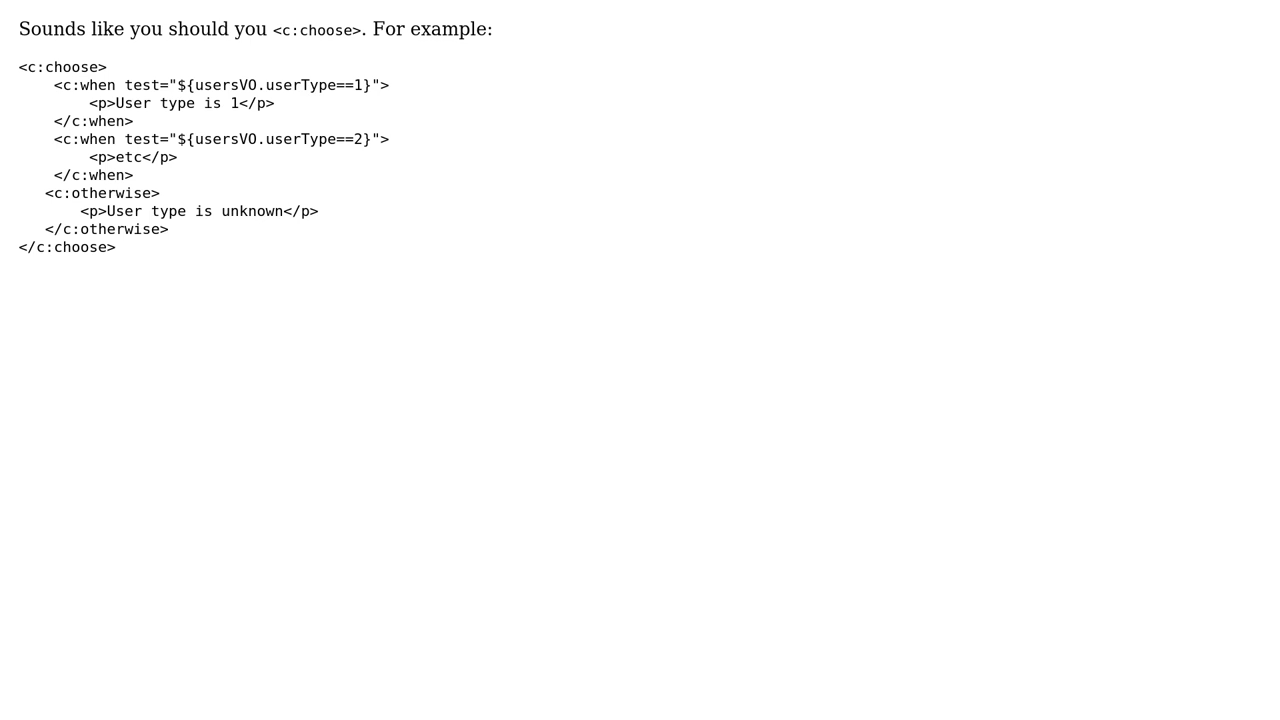 Sounds like you should you <c:choose>. For example:
<c:choose>
    <c:when test="${usersVO.userType==1}">
        <p>User type is 1</p>
    </c:when>
    <c:when test="${usersVO.userType==2}">
        <p>etc</p>
    </c:when>
   <c:otherwise>
       <p>User type is unknown</p>
   </c:otherwise>
</c:choose>